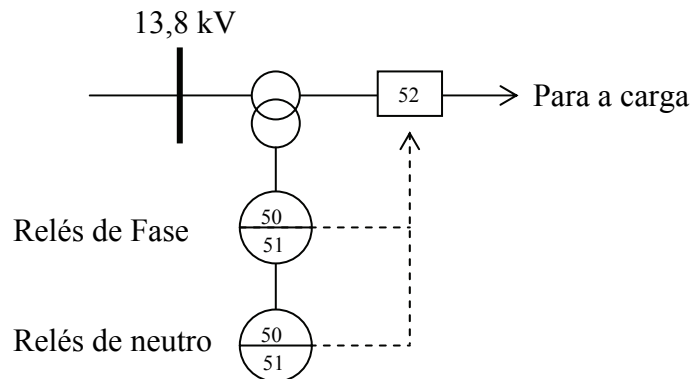 13,8 kV
52
Para a carga
Relés de Fase
50
51
Relés de neutro
50
51